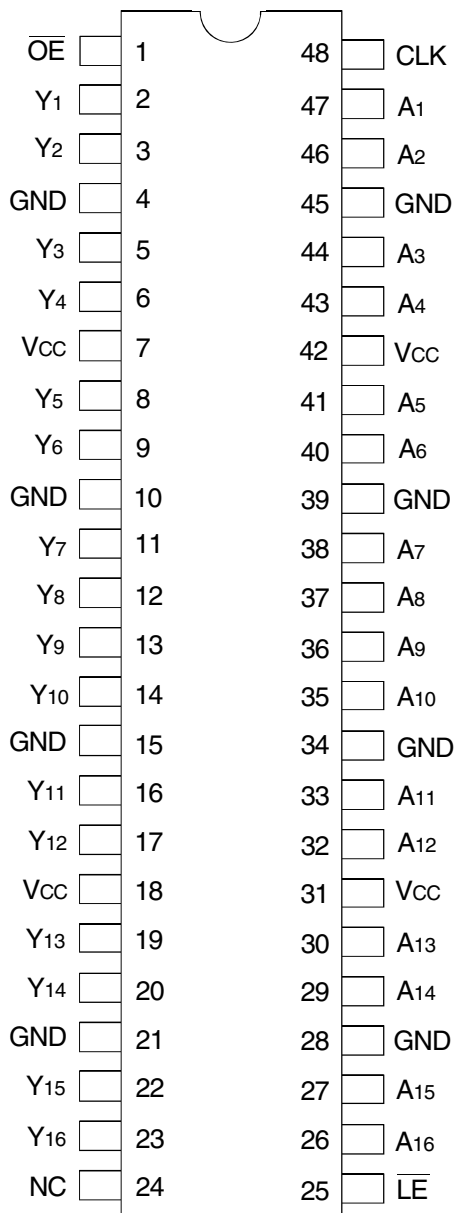 O̅E̅ 1 48 CLK
Y1 2 47 A1
Y2 3 46 A2
GND 4 45 GND
Y3 5 44 A3
Y4 6 43 A4
VCC 7 42 VCC
Y5 8 41 A5
Y6 9 40 A6
GND 10 39 GND
Y7 11 38 A7
Y8 12 37 A8
Y9 13 36 A9
Y10 14 35 A10
GND 15 34 GND
Y11 16 33 A11
Y12 17 32 A12
VCC 18 31 VCC
Y13 19 30 A13
Y14 20 29 A14
GND 21 28 GND
Y15 22 27 A15
Y16 23 26 A16
NC 24 25 L̅E̅